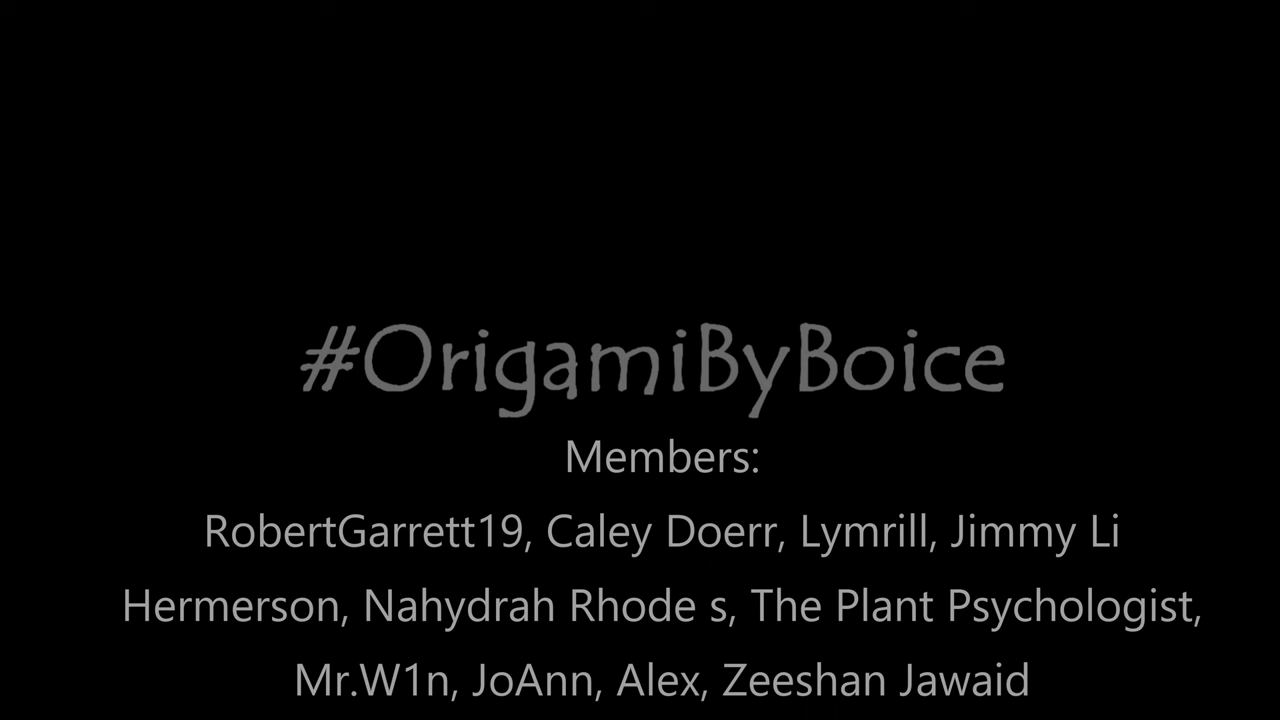 #OrigamiByBoice
Members:
RobertGarrett19, Caley Doerr, Lymrill, Jimmy Li
Hermerson, Nahydrah Rhode s, The Plant Psychologist,
Mr.W1n, JoAnn, Alex, Zeeshan Jawaid